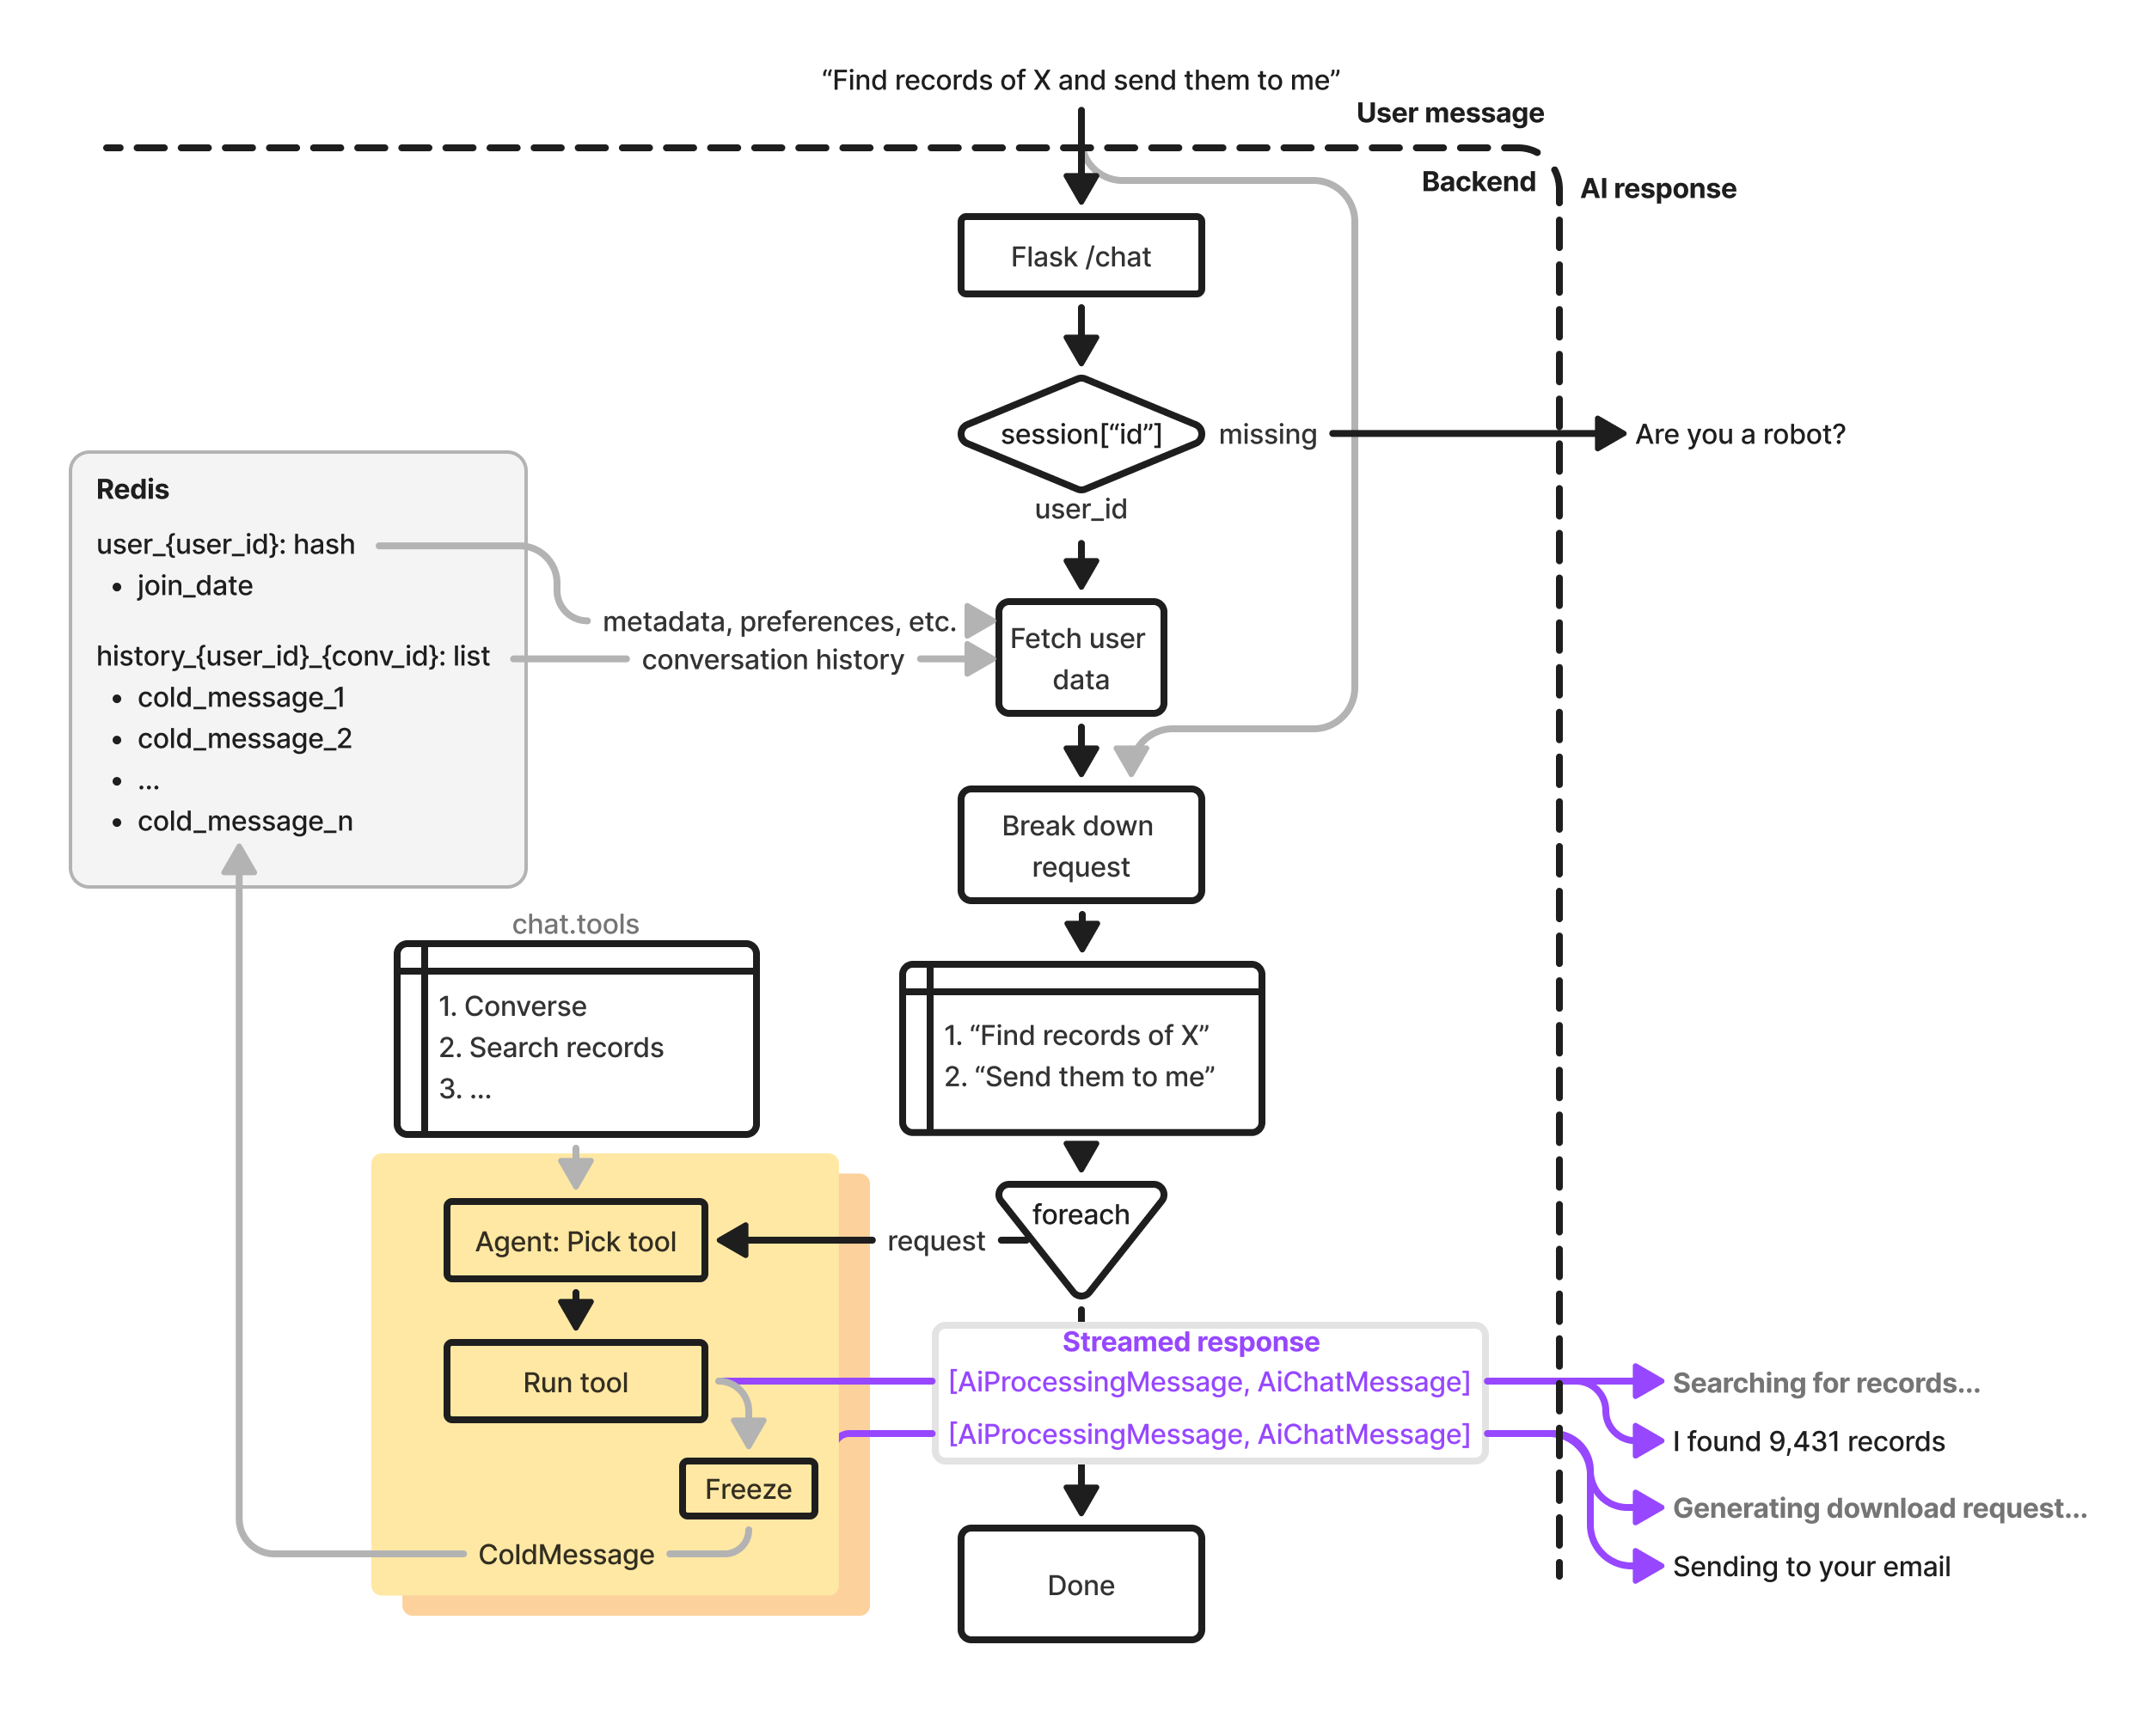 “Find records of X and send them to me”
User message
Backend
AI response
Flask /chat
session[“id”]
missing
Are you a robot?
user_id
Redis
user_{user_id}: hash
• join_date
history_{user_id}_{conv_id}: list
• cold_message_1
• cold_message_2
• ...
• cold_message_n
metadata, preferences, etc.
conversation history
Fetch user
data
Break down
request
chat.tools
1. Converse
2. Search records
3. ...
1. “Find records of X”
2. “Send them to me”
foreach
request
Agent: Pick tool
Run tool
Freeze
ColdMessage
Streamed response
[AiProcessingMessage, AiChatMessage]
[AiProcessingMessage, AiChatMessage]
Searching for records...
I found 9,431 records
Generating download request...
Sending to your email
Done